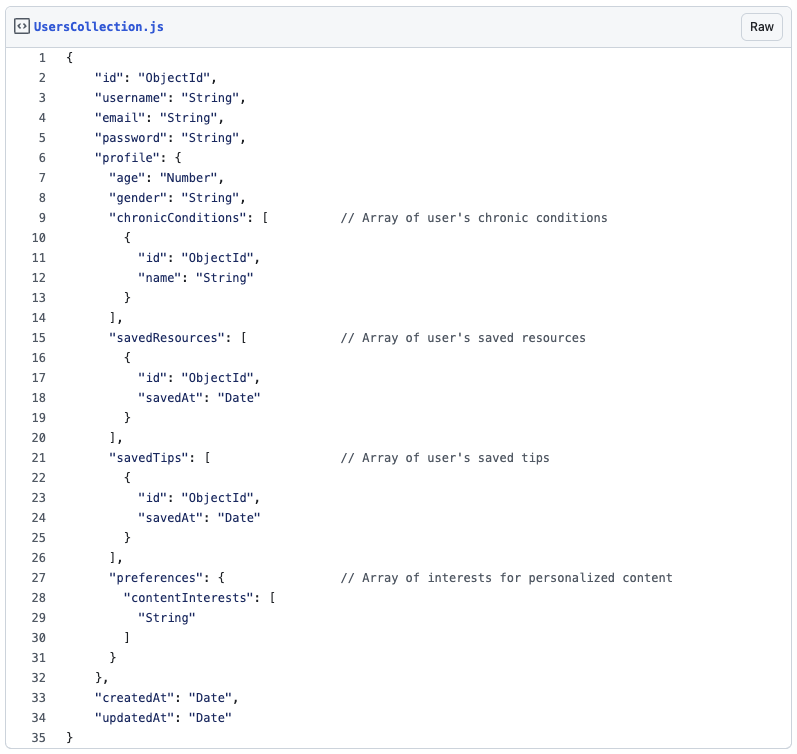 UsersCollection.js
Raw
1 {
2 "id": "ObjectId",
3 "username": "String",
4 "email": "String",
5 "password": "String",
6 "profile": {
7 "age": "Number",
8 "gender": "String",
9 "chronicConditions": [ // Array of user's chronic conditions
10 {
11 "id": "ObjectId",
12 "name": "String"
13 }
14 ],
15 "savedResources": [ // Array of user's saved resources
16 {
17 "id": "ObjectId",
18 "savedAt": "Date"
19 }
20 ],
21 "savedTips": [ // Array of user's saved tips
22 {
23 "id": "ObjectId",
24 "savedAt": "Date"
25 }
26 ],
27 "preferences": { // Array of interests for personalized content
28 "contentInterests": [
29 "String"
30 ]
31 }
32 },
33 "createdAt": "Date",
34 "updatedAt": "Date"
35 }